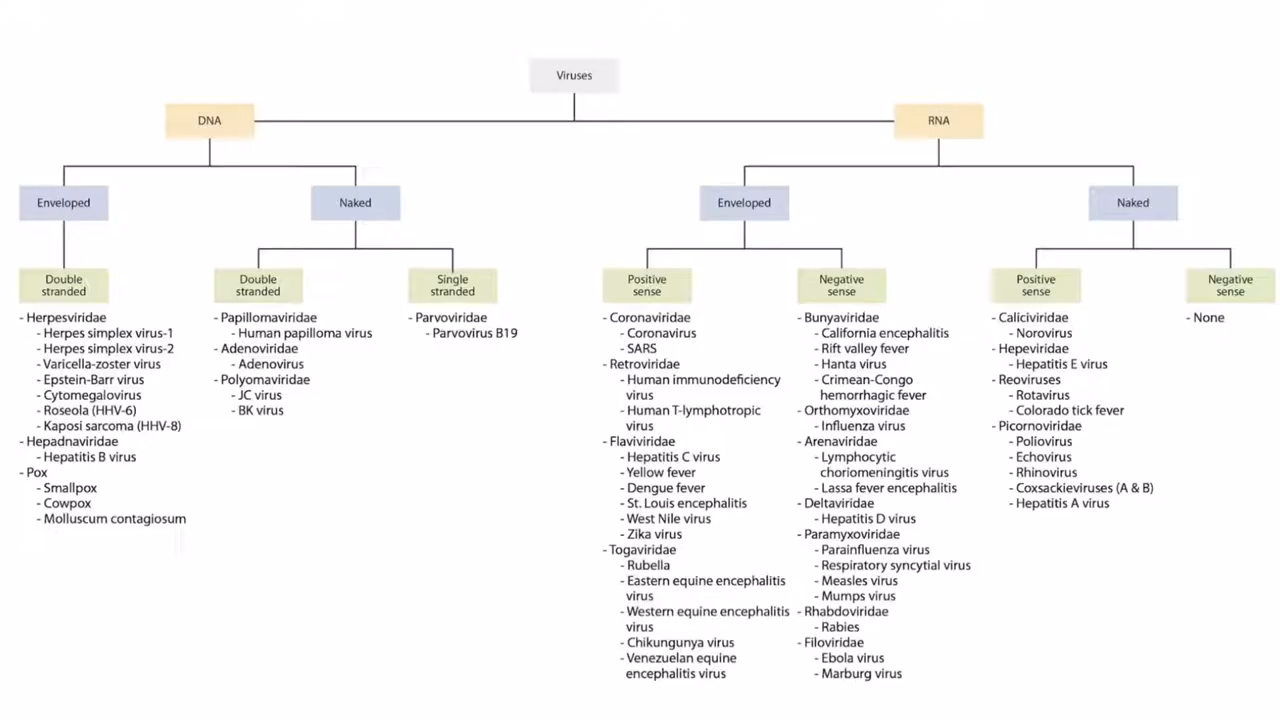 Viruses
DNA
RNA
Enveloped
Naked
Enveloped
Naked
Double
stranded
Double
stranded
Single
stranded
Positive
sense
Negative
sense
Positive
sense
Negative
sense
- Herpesviridae
- Herpes simplex virus-1
- Herpes simplex virus-2
- Varicella-zoster virus
- Epstein-Barr virus
- Cytomegalovirus
- Roseola (HHV-6)
- Kaposi sarcoma (HHV-8)
- Hepadnaviridae
- Hepatitis B virus
- Pox
- Smallpox
- Cowpox
- Molluscum contagiosum
- Papillomaviridae
- Human papilloma virus
- Adenoviridae
- Adenovirus
- Polyomaviridae
- JC virus
- BK virus
- Parvoviridae
- Parvovirus B19
- Coronaviridae
- Coronavirus
- SARS
- Retroviridae
- Human immunodeficiency
virus
- Human T-lymphotropic
virus
- Flaviviridae
- Hepatitis C virus
- Yellow fever
- Dengue fever
- St. Louis encephalitis
- West Nile virus
- Zika virus
- Togaviridae
- Rubella
- Eastern equine encephalitis
virus
- Western equine encephalitis
virus
- Chikungunya virus
- Venezuelan equine
encephalitis virus
- Bunyaviridae
- California encephalitis
- Rift valley fever
- Hanta virus
- Crimean-Congo
hemorrhagic fever
- Orthomyxoviridae
- Influenza virus
- Arenaviridae
- Lymphocytic
choriomeningitis virus
- Lassa fever encephalitis
- Deltaviridae
- Hepatitis D virus
- Paramyxoviridae
- Parainfluenza virus
- Respiratory syncytial virus
- Measles virus
- Mumps virus
- Rhabdoviridae
- Rabies
- Filoviridae
- Ebola virus
- Marburg virus
- Caliciviridae
- Norovirus
- Hepeviridae
- Hepatitis E virus
- Reoviruses
- Rotavirus
- Colorado tick fever
- Picornoviridae
- Poliovirus
- Echovirus
- Rhinovirus
- Coxsackieviruses (A & B)
- Hepatitis A virus
- None